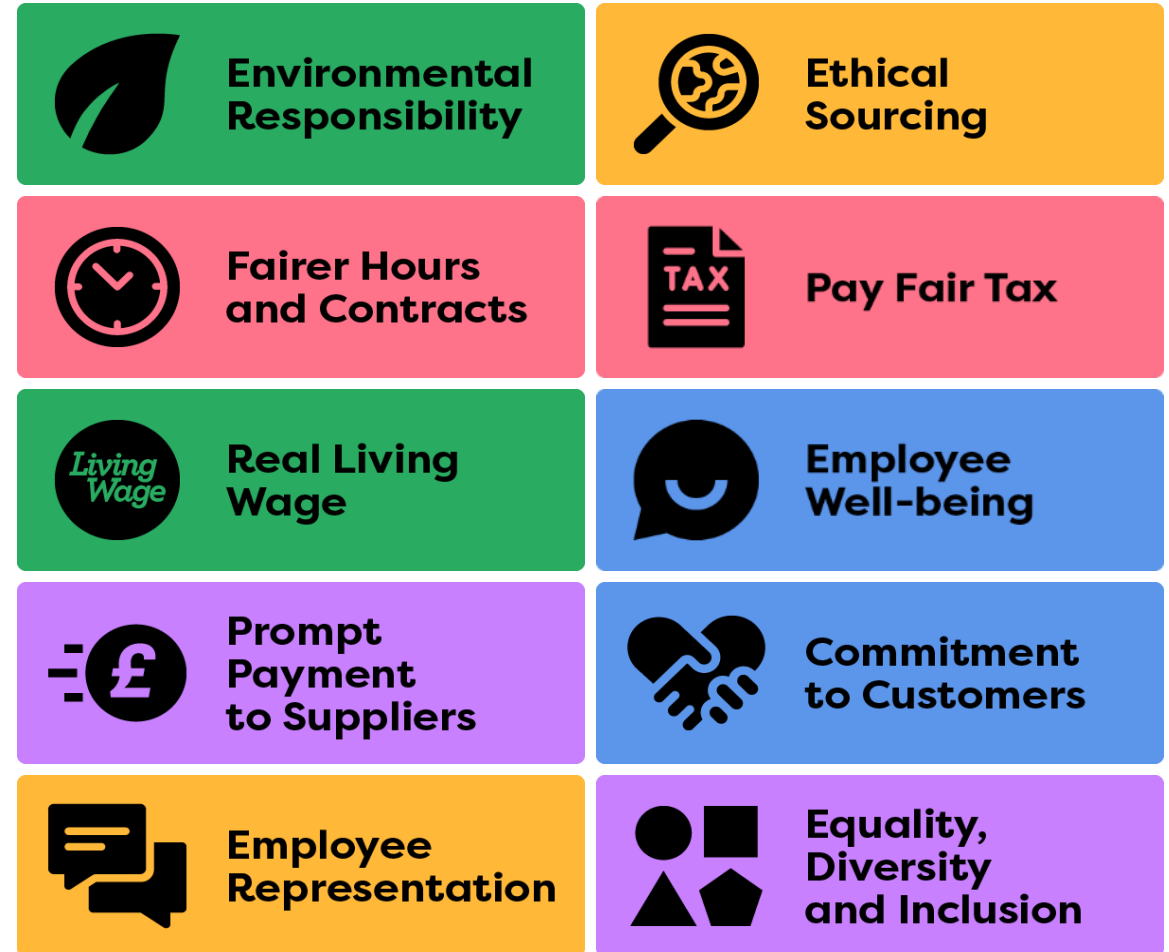 Environmental
Responsibility
Ethical
Sourcing
Fairer Hours
and Contracts
TAX
Pay Fair Tax
Living
Wage
Real Living
Wage
Employee
Well-being
£
Prompt
Payment
to Suppliers
Commitment
to Customers
Employee
Representation
Equality,
Diversity
and Inclusion